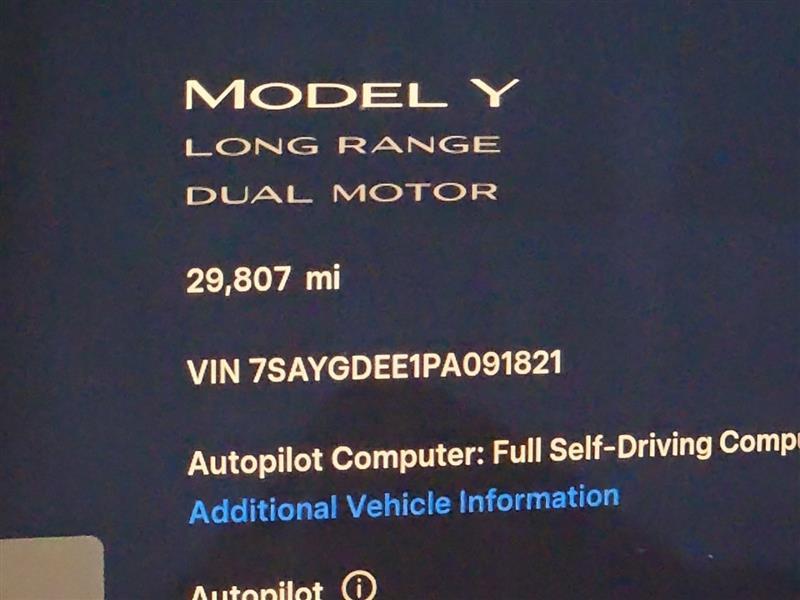 MODEL Y
LONG RANGE
DUAL MOTOR
29,807 mi
VIN 7SAYGDEE1PA091821
Autopilot Computer: Full Self-Driving Compu
Additional Vehicle Information
Autopilot